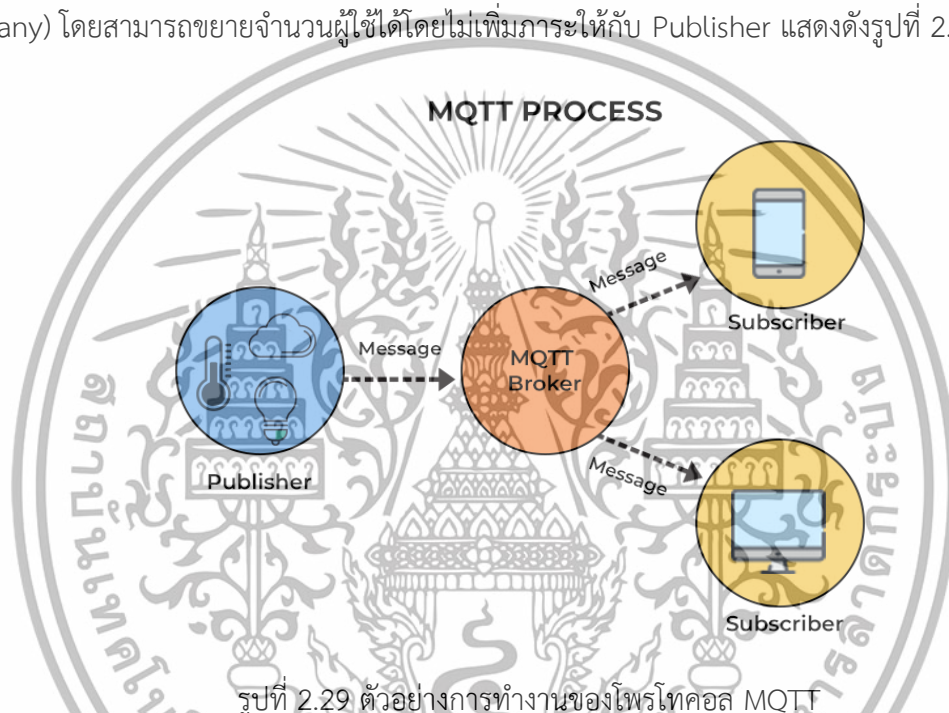 any) โดยสามารถขยายจำนวนผู้ใช้ได้โดยไม่เพิ่มภาระให้กับ Publisher แสดงดังรูปที่ 2.
MQTT PROCESS
Message
Subscriber
Message
MQTT
Broker
Publisher
Message
Subscriber
รูปที่ 2.29 ตัวอย่างการทำงานของโพรโทคอล MQTT